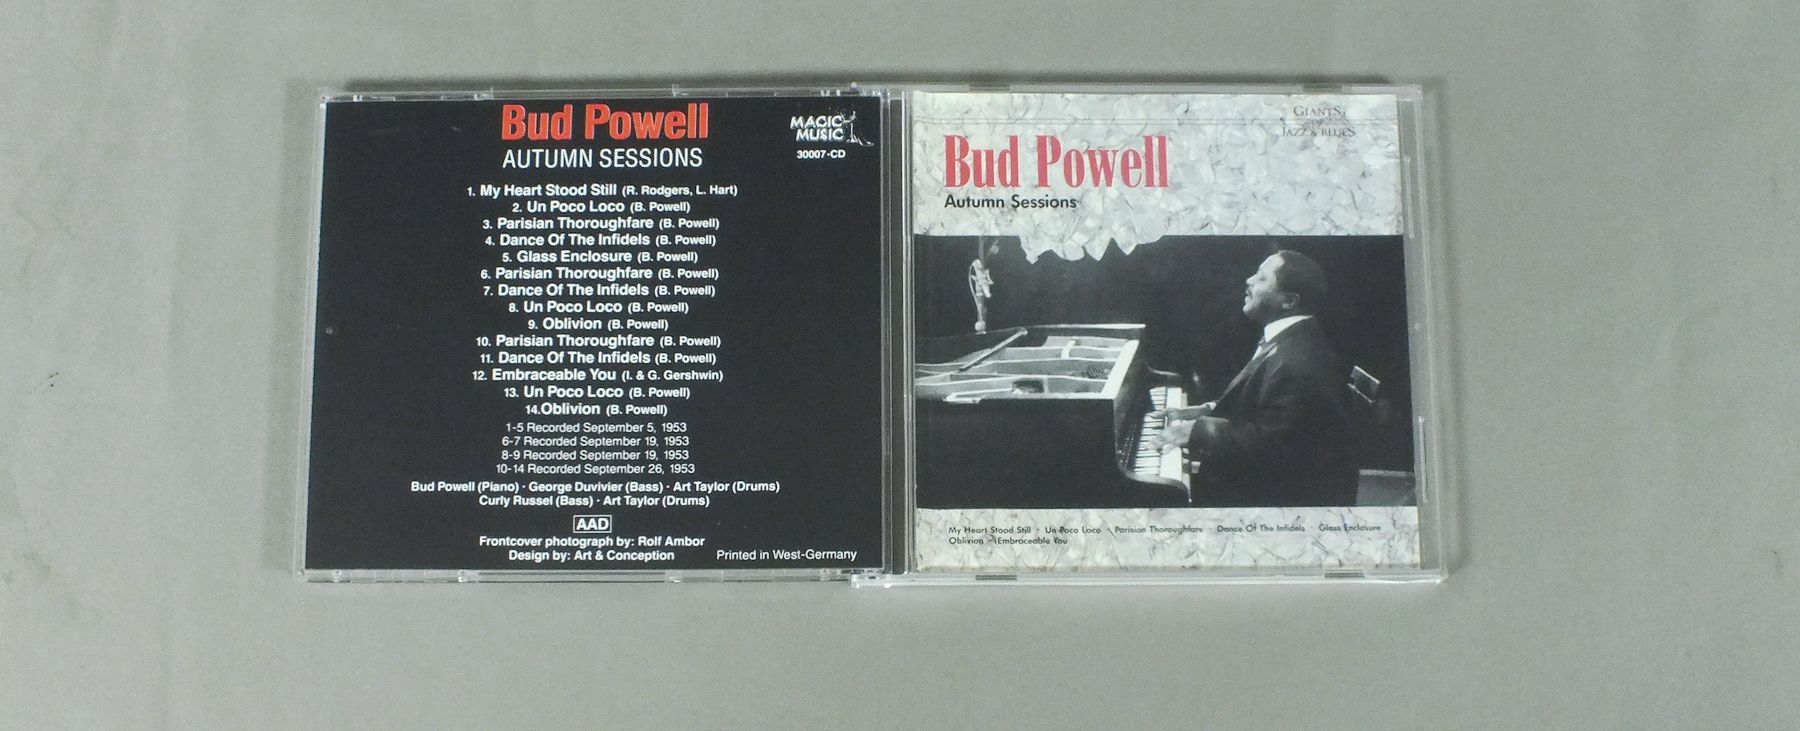 Bud Powell
AUTUMN SESSIONS
MAGIC
MUSIC
30007-CD
1. My Heart Stood Still (R. Rodgers, L. Hart)
2. Un Poco Loco (B. Powell)
3. Parisian Thoroughfare (B. Powell)
4. Dance Of The Infidels (B. Powell)
5. Glass Enclosure (B. Powell)
6. Parisian Thoroughfare (B. Powell)
7. Dance Of The Infidels (B. Powell)
8. Un Poco Loco (B. Powell)
9. Oblivion (B. Powell)
10. Parisian Thoroughfare (B. Powell)
11. Dance Of The Infidels (B. Powell)
12. Embraceable You (I. & G. Gershwin)
13. Un Poco Loco (B. Powell)
14.Oblivion (B. Powell)
1-5 Recorded September 5, 1953
6-7 Recorded September 19, 1953
8-9 Recorded September 19, 1953
10-14 Recorded September 26, 1953
Bud Powell (Piano) · George Duvivier (Bass) · Art Taylor (Drums)
Curly Russel (Bass) · Art Taylor (Drums)
AAD
Frontcover photograph by: Rolf Ambor
Design by: Art & Conception
Printed in West-Germany
GIANTS
OF
JAZZ & BLUES
Bud Powell
Autumn Sessions
My Heart Stood Still · Un Poco Loco · Parisian Thoroughfare · Dance Of The Infidels · Glass Enclosure
Oblivion · Embraceable You